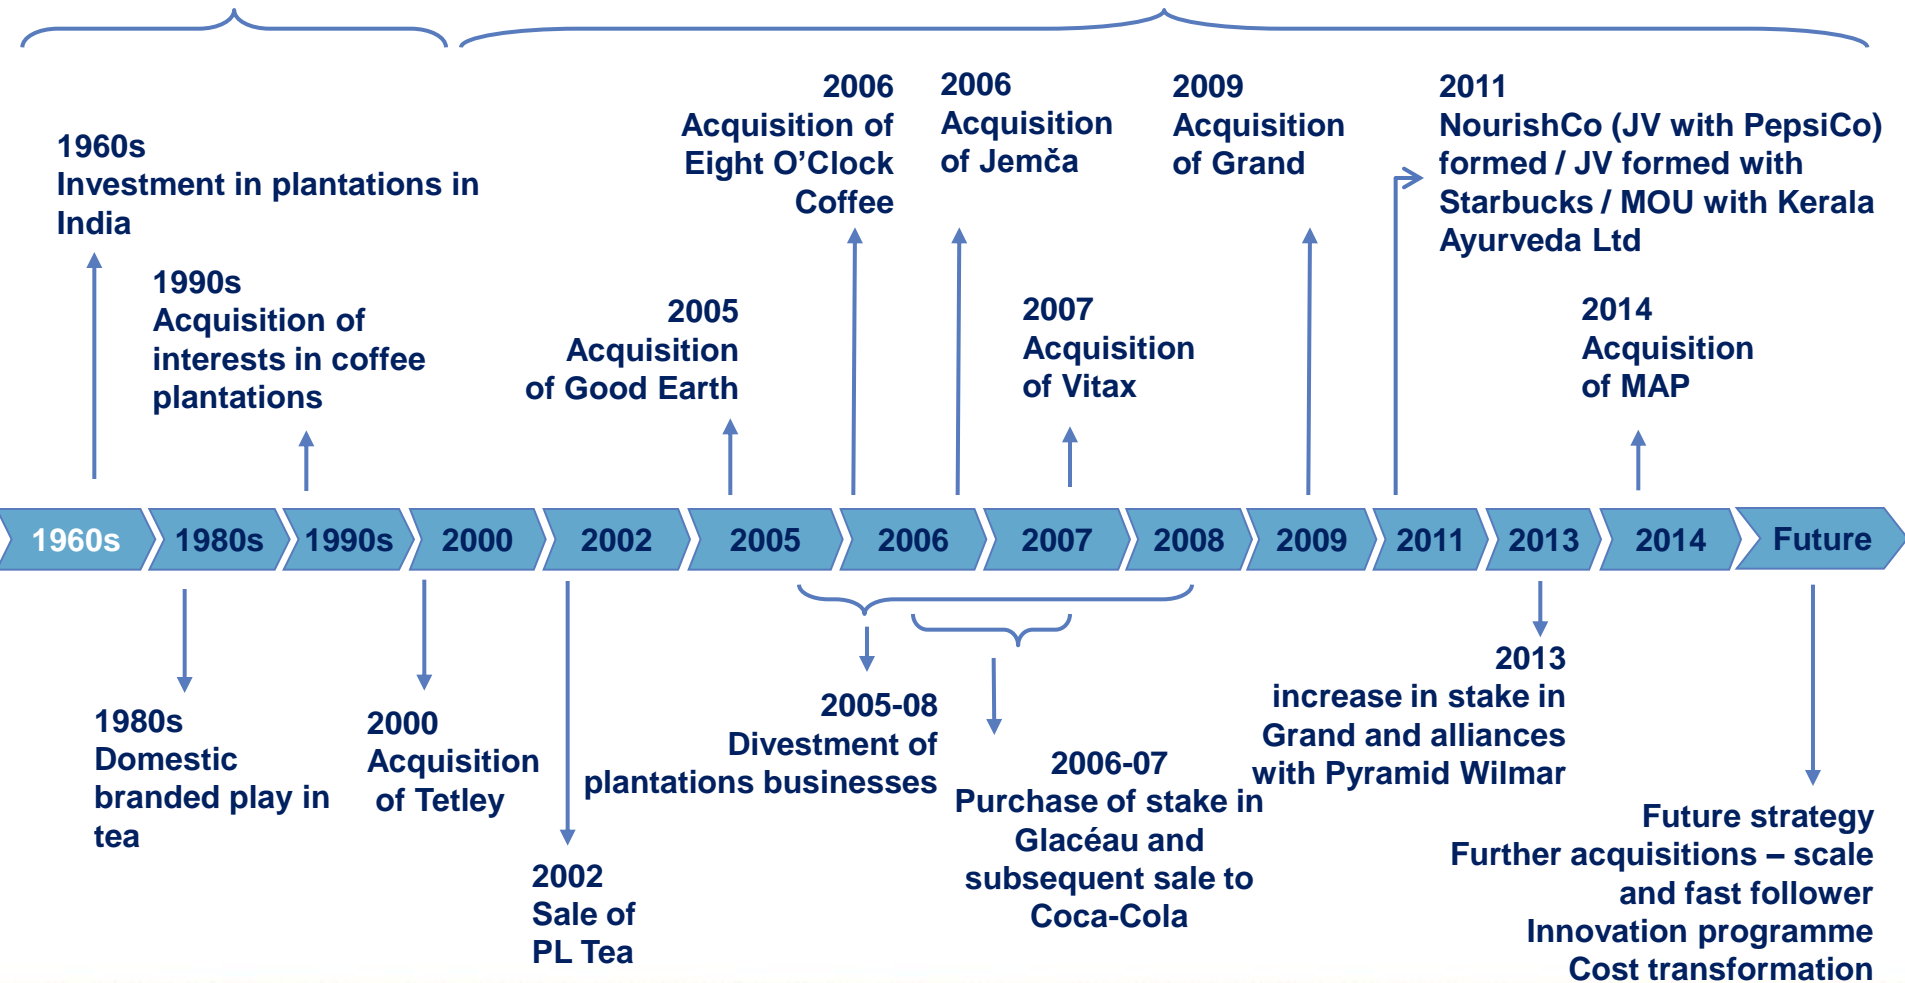 1960s
Investment in plantations in
India
1990s
Acquisition of
interests in coffee
plantations
2005
Acquisition
of Good Earth
2006
Acquisition of
Eight O’Clock
Coffee
2006
Acquisition
of Jemča
2007
Acquisition
of Vitax
2009
Acquisition
of Grand
2011
NourishCo (JV with PepsiCo)
formed / JV formed with
Starbucks / MOU with Kerala
Ayurveda Ltd
2014
Acquisition
of MAP
1960s
1980s
1990s
2000
2002
2005
2006
2007
2008
2009
2011
2013
2014
Future
1980s
Domestic
branded play in
tea
2000
Acquisition
of Tetley
2002
Sale of
PL Tea
2005-08
Divestment of
plantations businesses
2006-07
Purchase of stake in
Glacéau and
subsequent sale to
Coca-Cola
2013
increase in stake in
Grand and alliances
with Pyramid Wilmar
Future strategy
Further acquisitions – scale
and fast follower
Innovation programme
Cost transformation